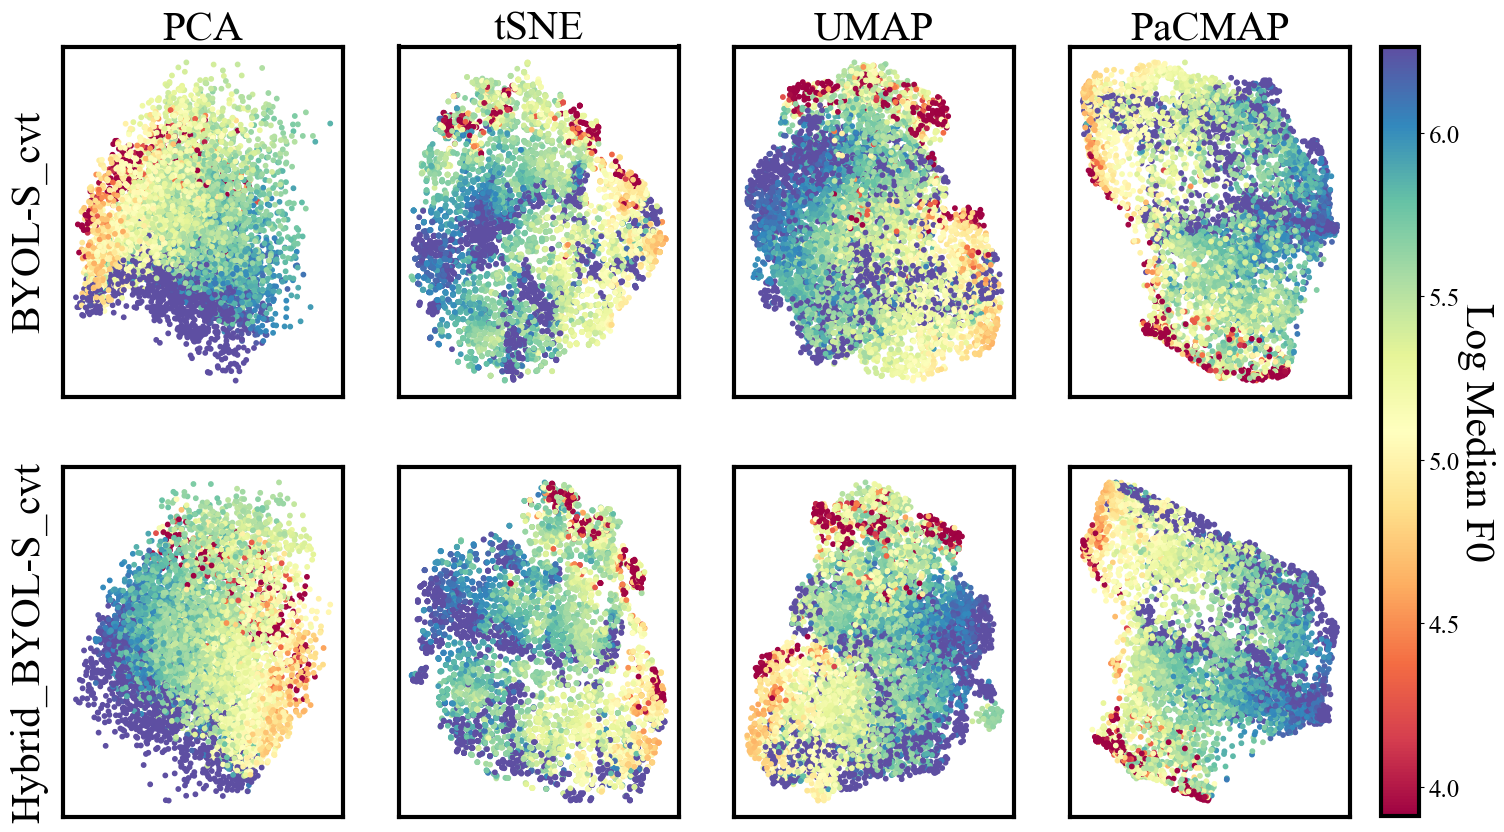 PCA
tSNE
UMAP
PaCMAP
BYOL-S_cvt
Hybrid_BYOL-S_cvt
6.0
5.5
5.0
4.5
4.0
Log Median F0